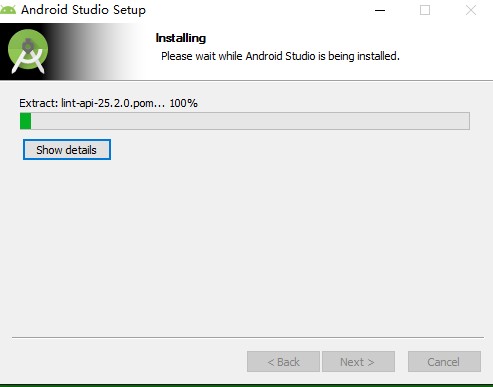 Android Studio Setup
Installing
Please wait while Android Studio is being installed.
Extract: lint-api-25.2.0.pom... 100%
Show details
< Back
Next >
Cancel